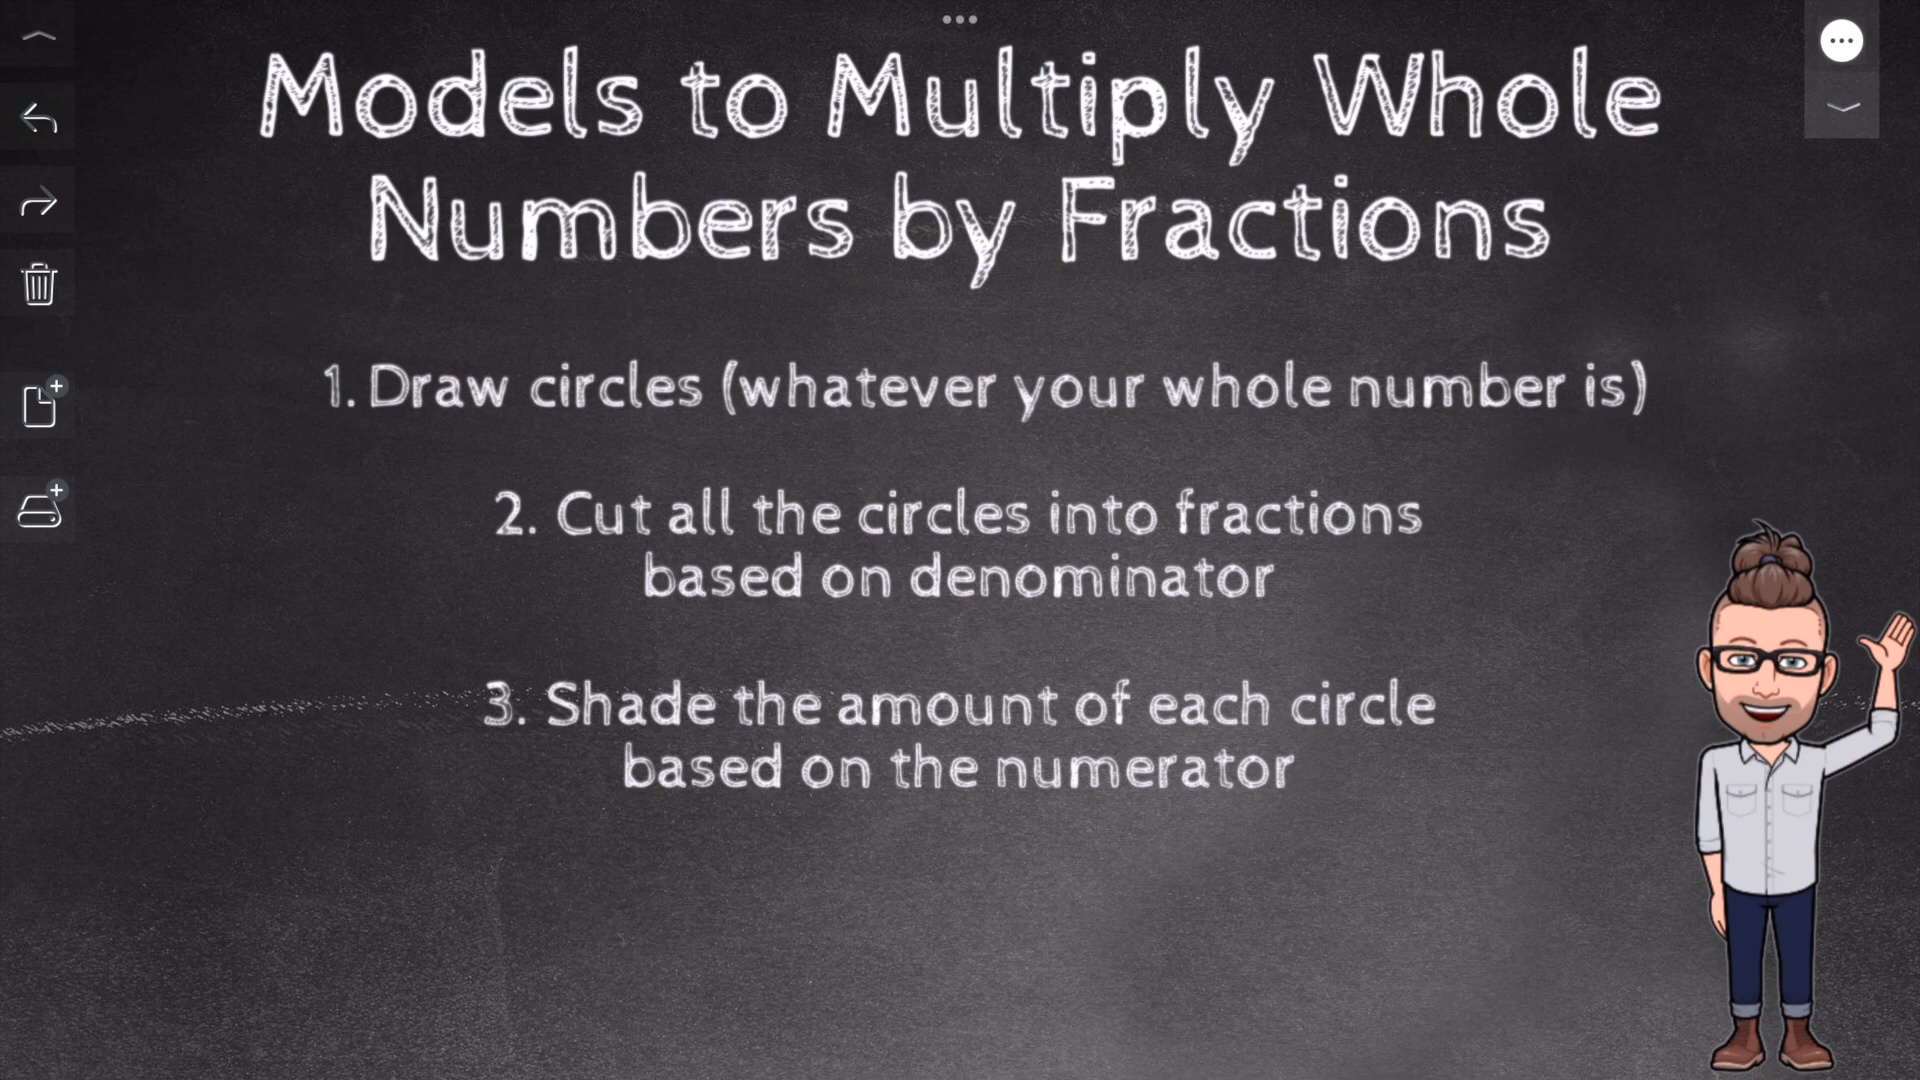 Models to Multiply Whole
Numbers by Fractions
1. Draw circles (whatever your whole number is)
2. Cut all the circles into fractions
based on denominator
3. Shade the amount of each circle
based on the numerator